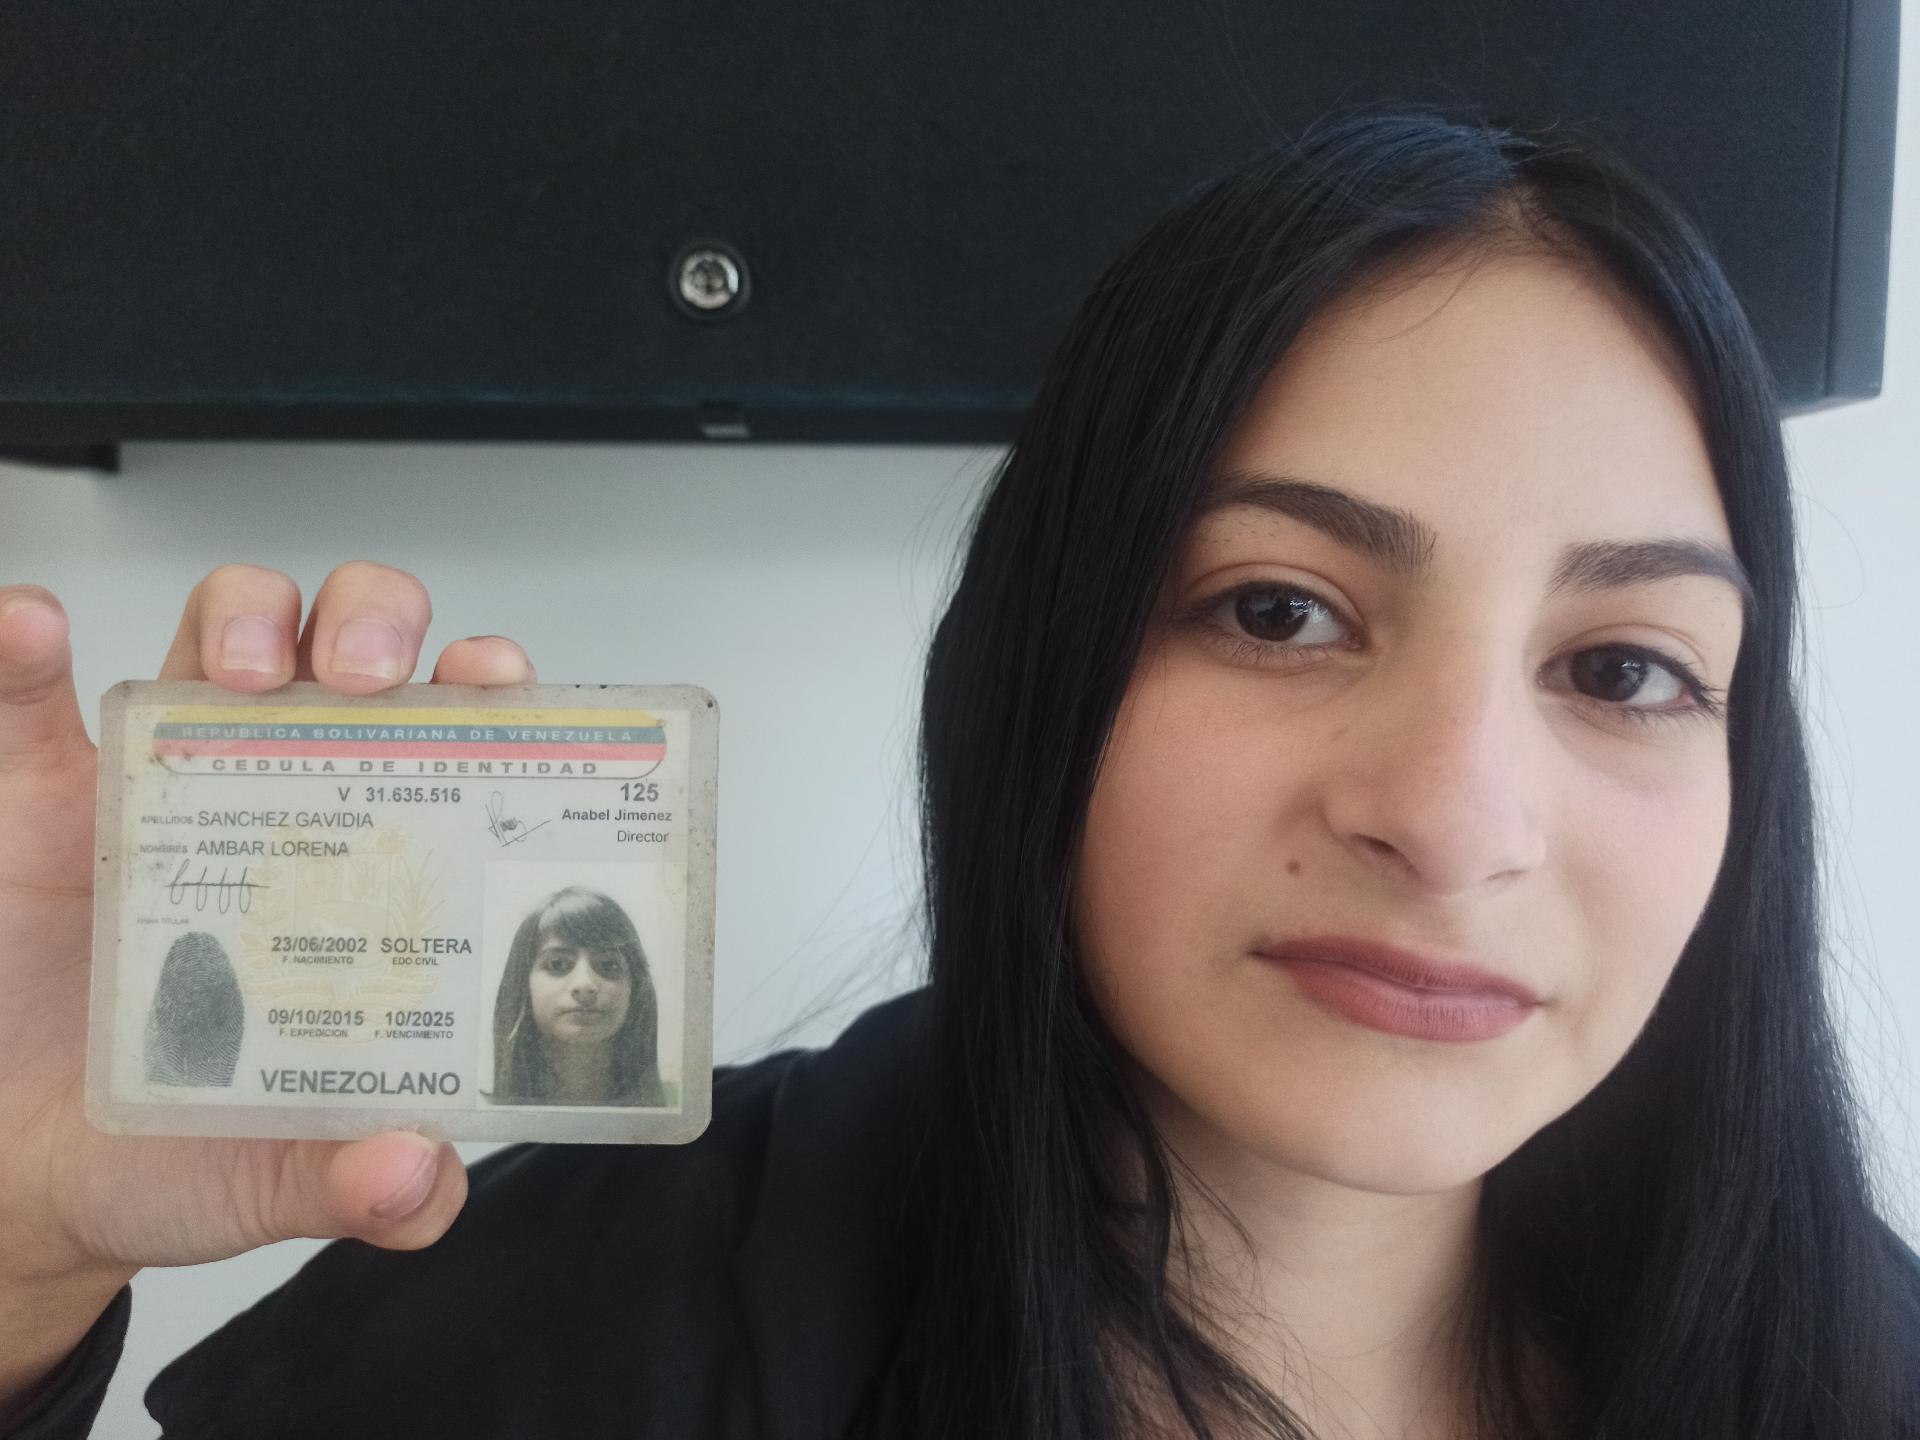 REPUBLICA BOLIVARIANA DE VENEZUELA
CEDULA DE IDENTIDAD
V 31.635.516
125
APELLIDOS SANCHEZ GAVIDIA
Anabel Jimenez
Director
NOMBRES AMBAR LORENA
FIRMA TITULAR
23/06/2002 SOLTERA
F. NACIMIENTO EDO CIVIL
09/10/2015 10/2025
F. EXPEDICION F. VENCIMIENTO
VENEZOLANO